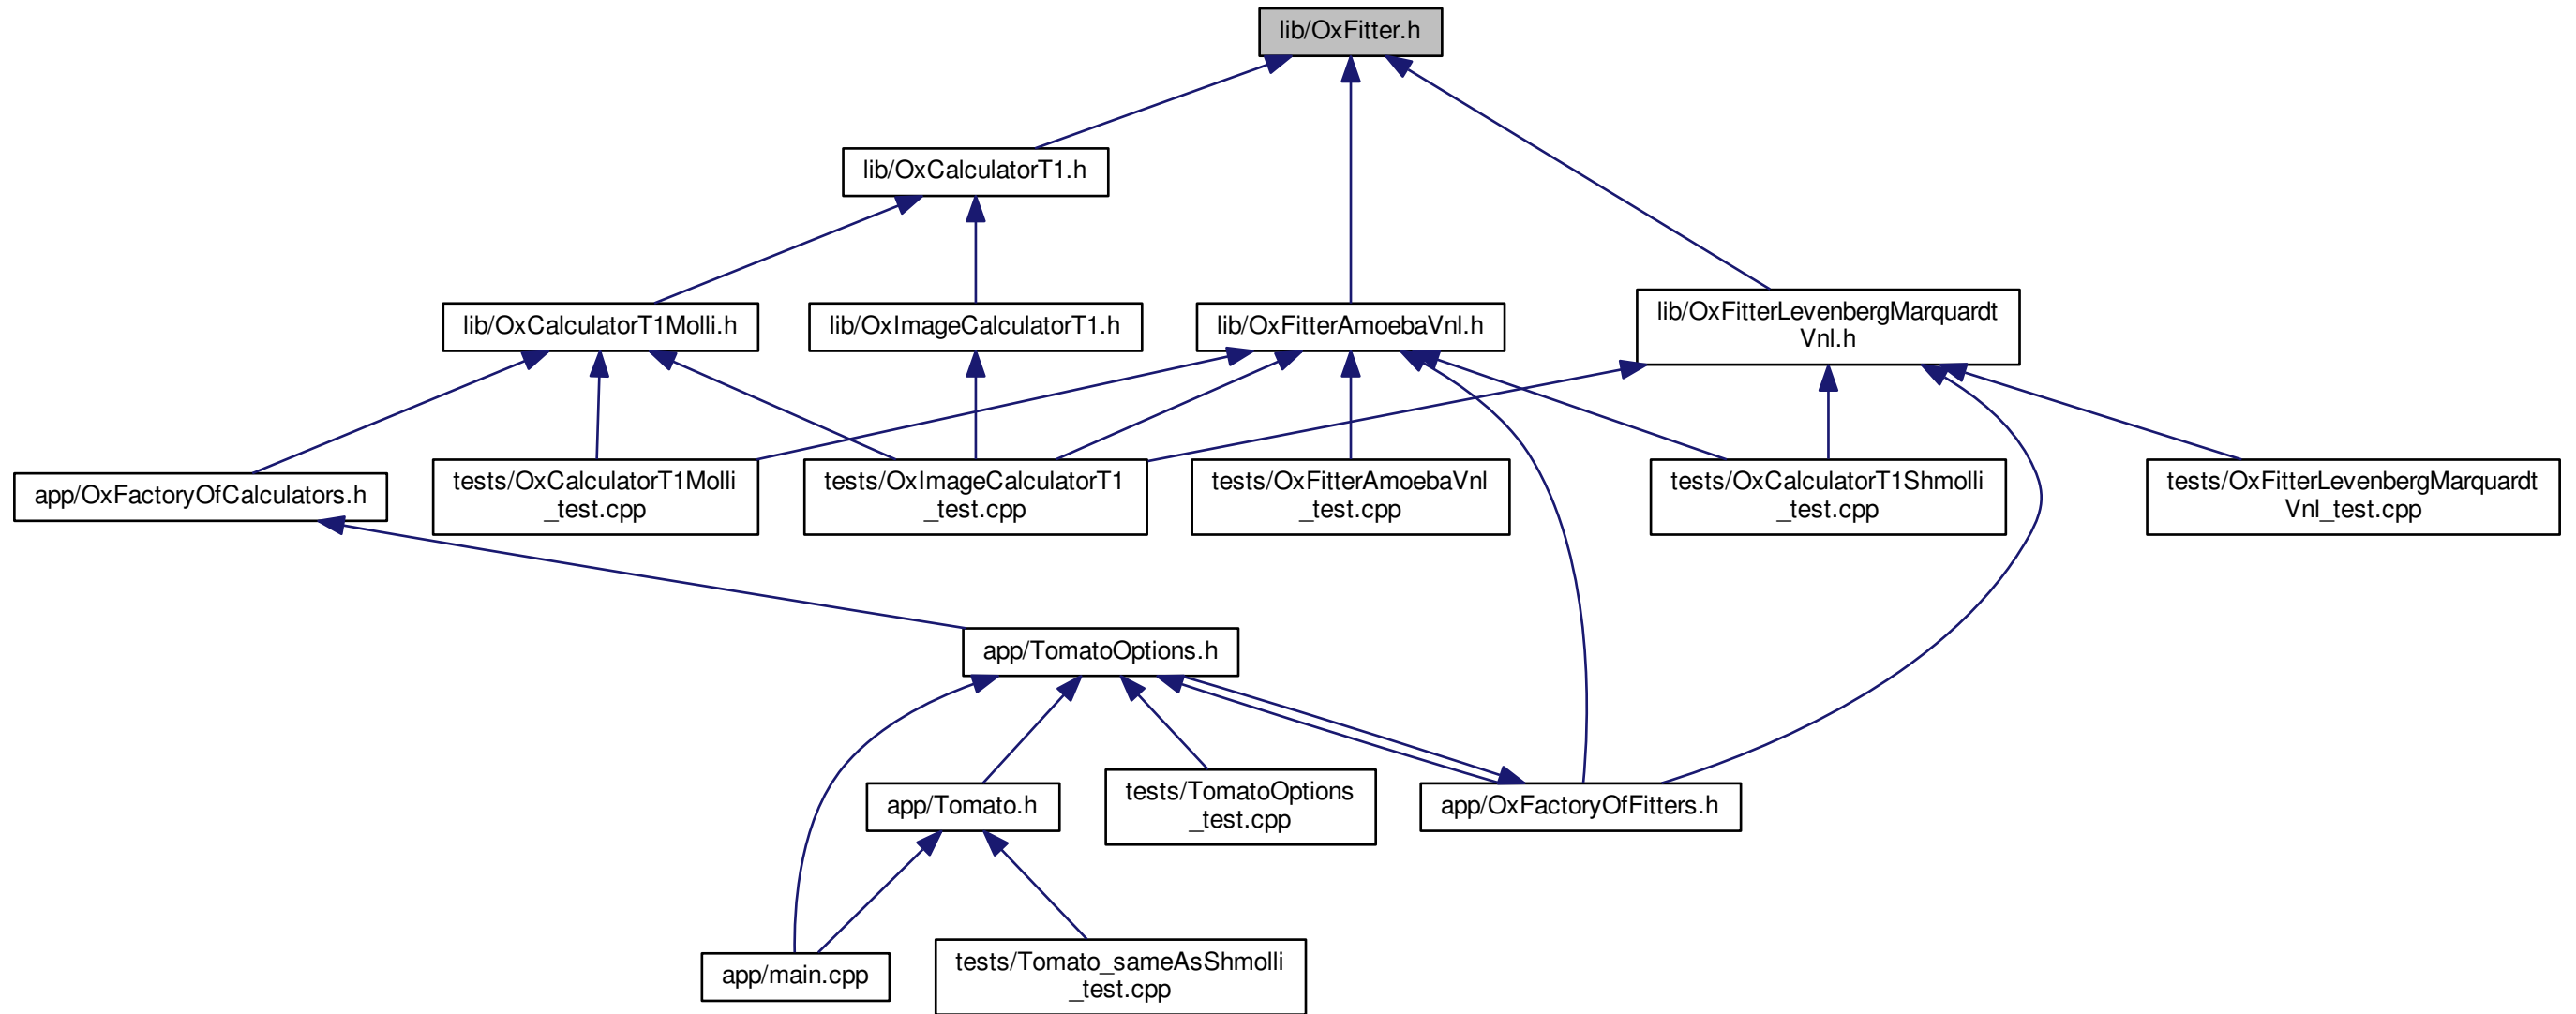 lib/OxFitter.h
lib/OxCalculatorT1.h
lib/OxCalculatorT1Molli.h
lib/OxImageCalculatorT1.h
lib/OxFitterAmoebaVnl.h
lib/OxFitterLevenbergMarquardt
Vnl.h
app/OxFactoryOfCalculators.h
tests/OxCalculatorT1Molli
_test.cpp
tests/OxImageCalculatorT1
_test.cpp
tests/OxFitterAmoebaVnl
_test.cpp
tests/OxCalculatorT1Shmolli
_test.cpp
tests/OxFitterLevenbergMarquardt
Vnl_test.cpp
app/TomatoOptions.h
app/Tomato.h
tests/TomatoOptions
_test.cpp
app/OxFactoryOfFitters.h
app/main.cpp
tests/Tomato_sameAsShmolli
_test.cpp